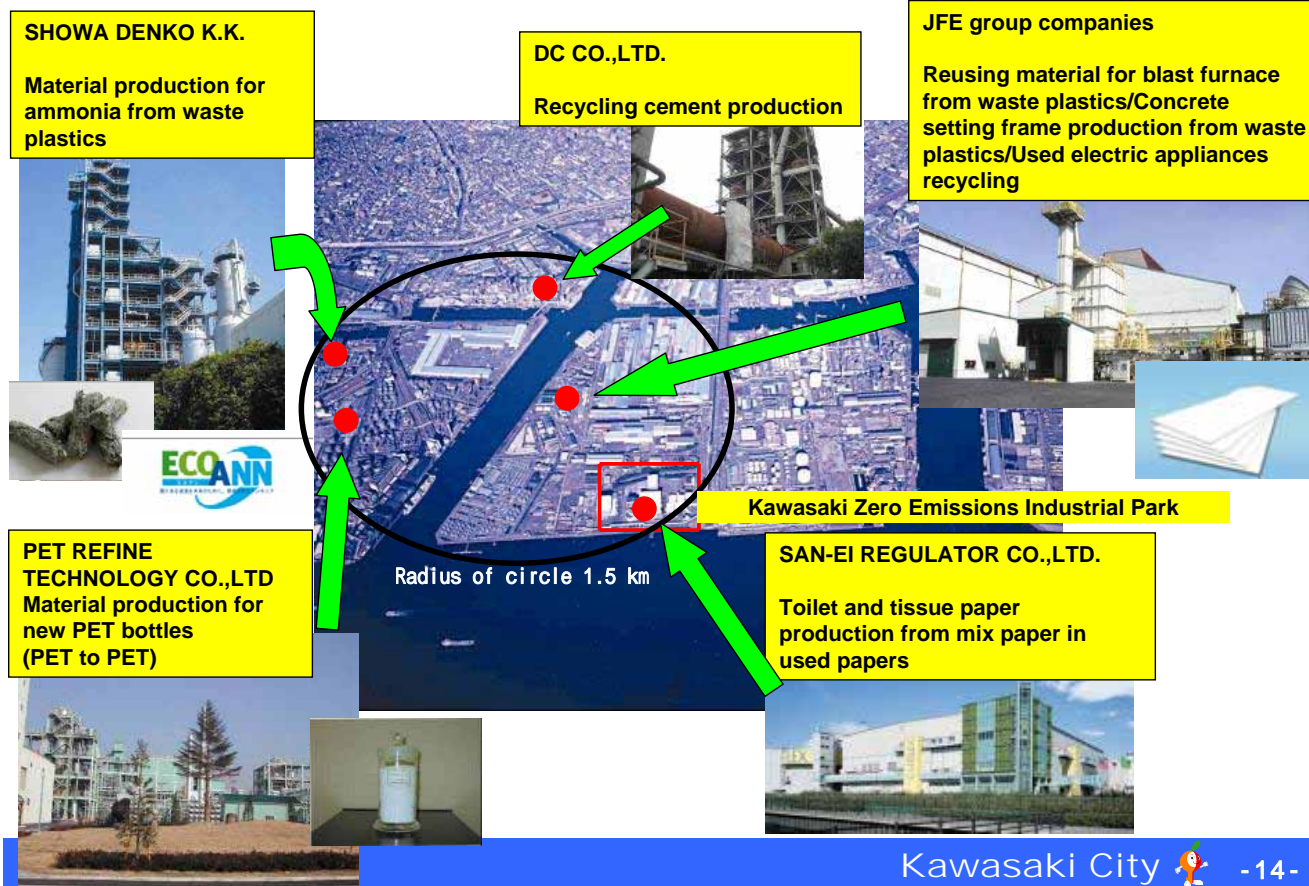 SHOWA DENKO K.K.
Material production for
ammonia from waste
plastics
DC CO.,LTD.
Recycling cement production
JFE group companies
Reusing material for blast furnace
from waste plastics/Concrete
setting frame production from waste
plastics/Used electric appliances
recycling
ECOANN
Kawasaki Zero Emissions Industrial Park
PET REFINE
TECHNOLOGY CO.,LTD
Material production for
new PET bottles
(PET to PET)
Radius of circle 1.5 km
SAN-EI REGULATOR CO.,LTD.
Toilet and tissue paper
production from mix paper in
used papers
Kawasaki City
-14-